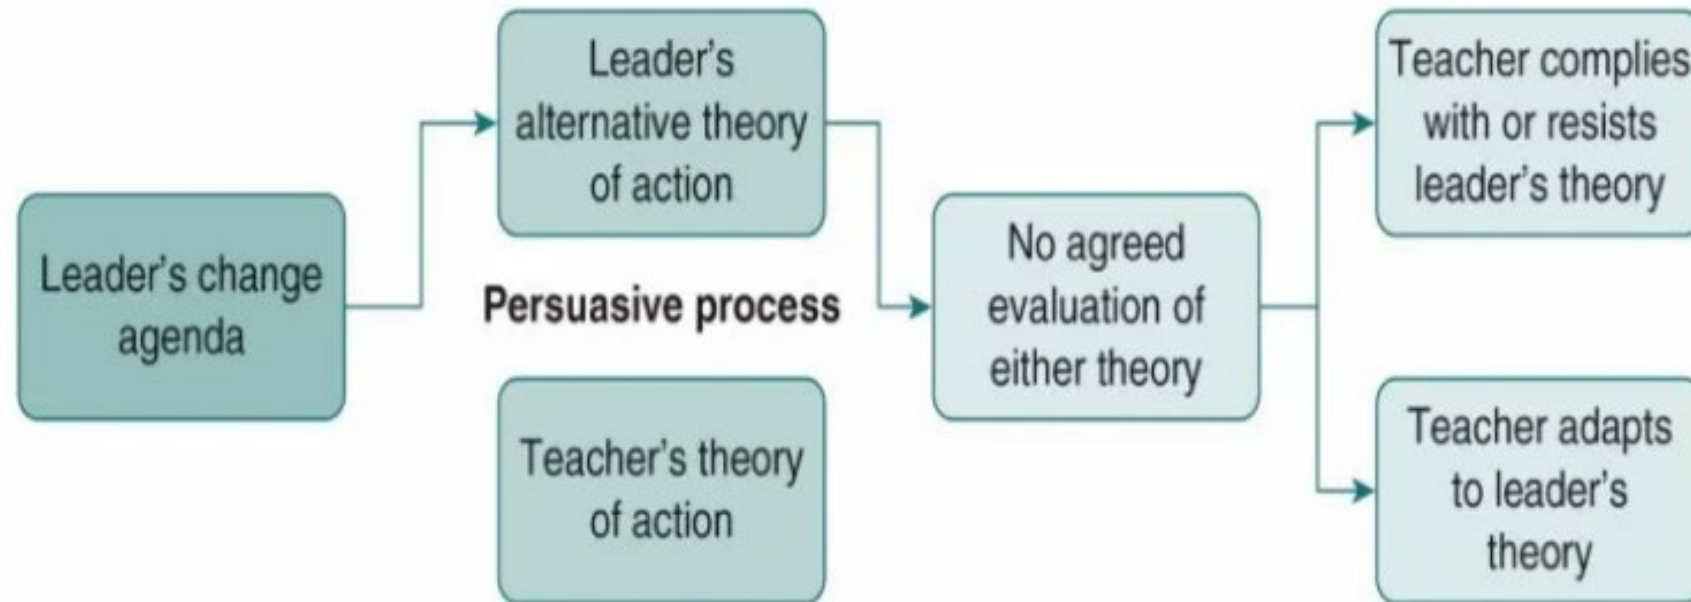 Leader's change
agenda
Leader's
alternative theory
of action
Persuasive process
Teacher's theory
of action
No agreed
evaluation of
either theory
Teacher complies
with or resists
leader's theory
Teacher adapts
to leader's
theory